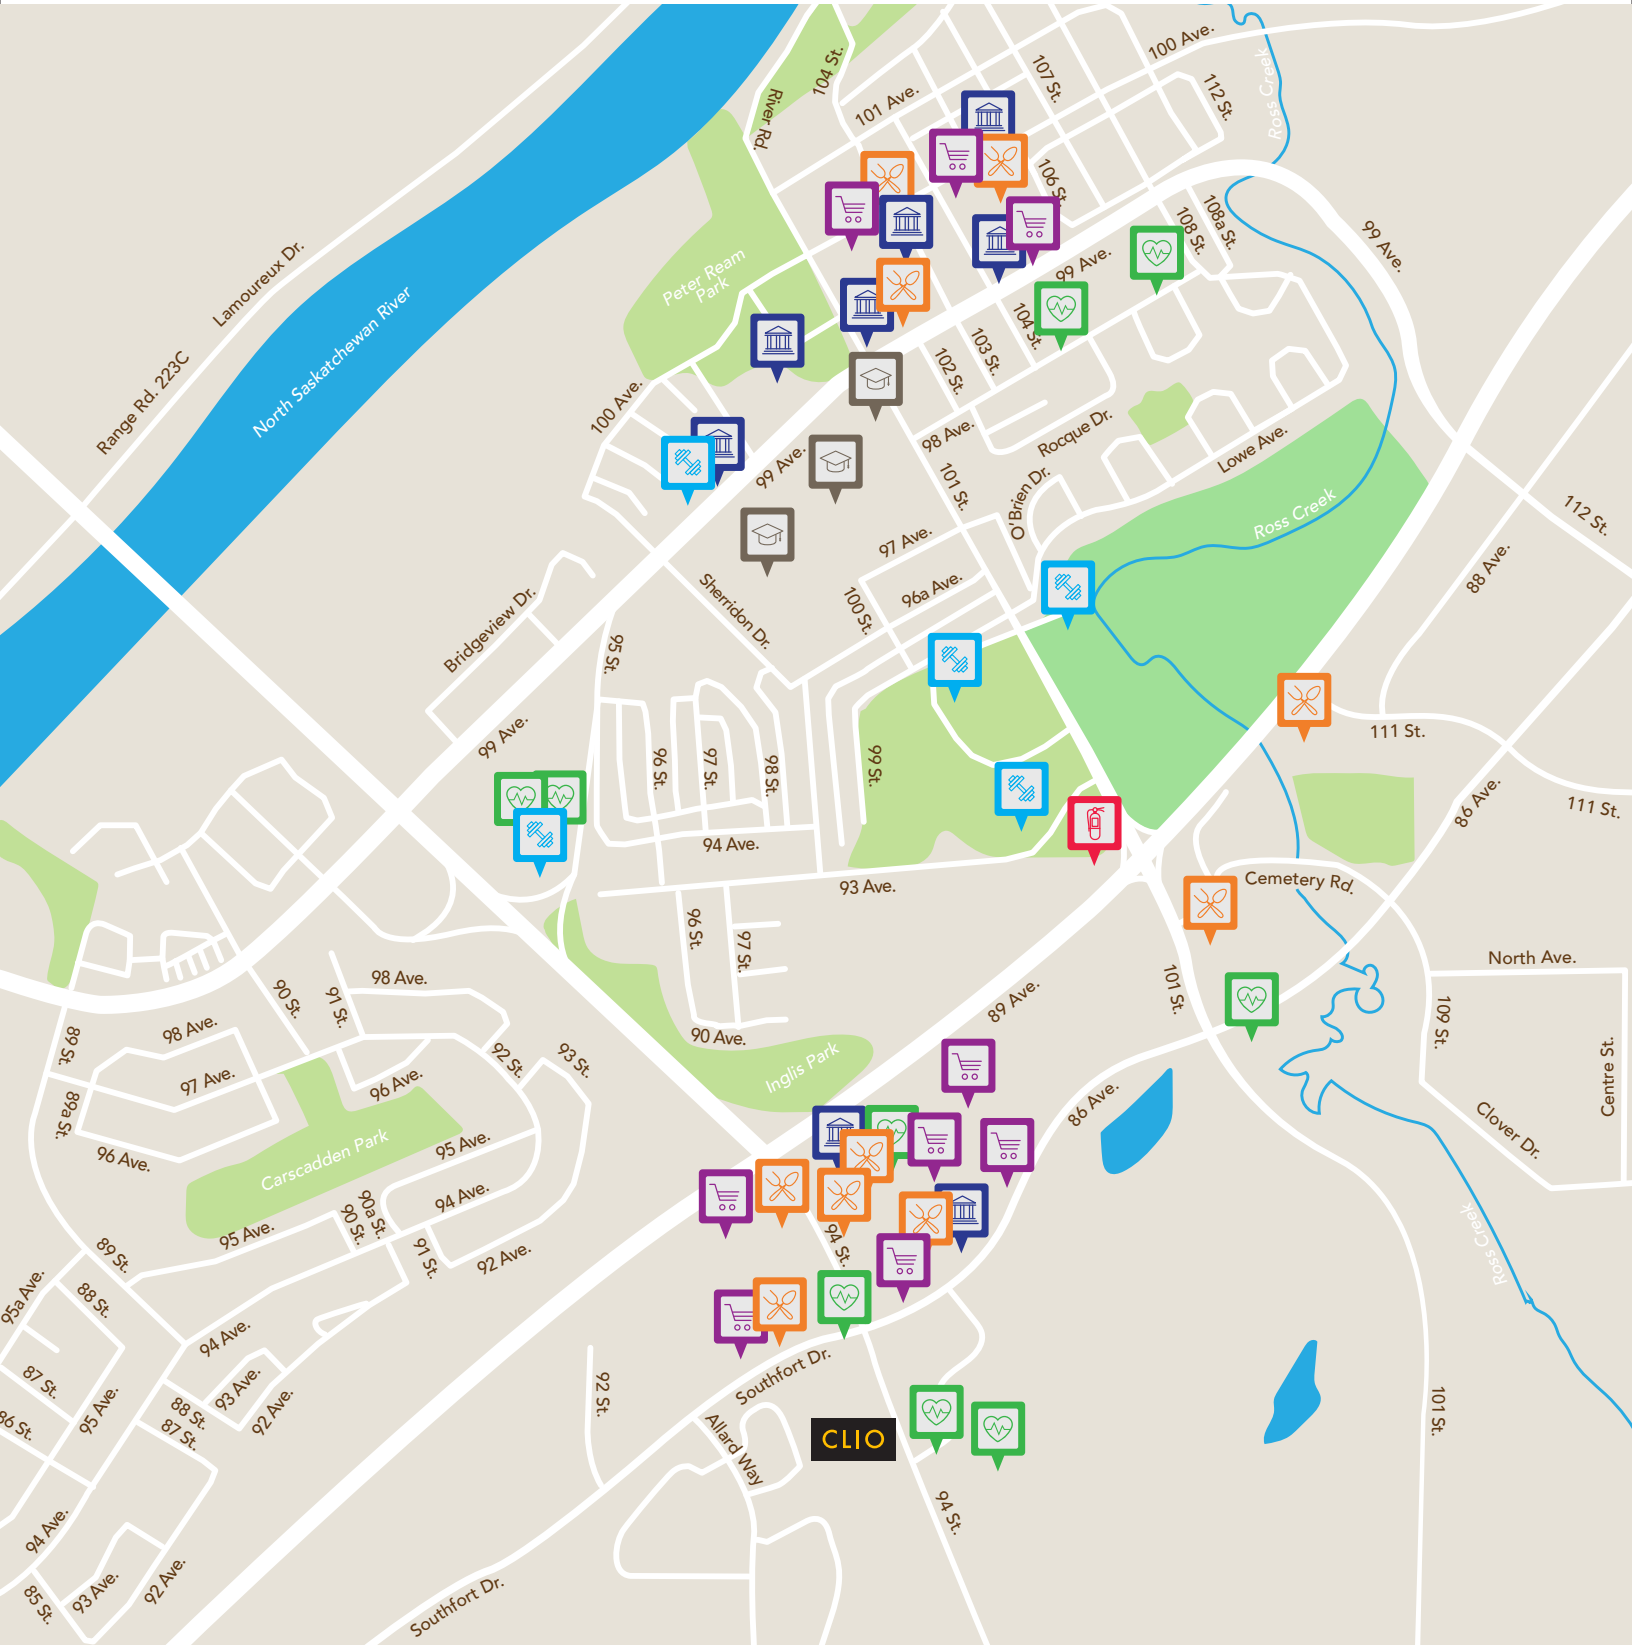 100 Ave.
104 St.
107 St.
112 St.
Ross Creek
River Rd.
101 Ave.
106 St.
108 St.
108a St.
99 Ave.
99 Ave.
Lamoureux Dr.
Peter Ream
Park
North Saskatchewan River
Range Rd. 223C
104 St.
103 St.
102 St.
100 Ave.
98 Ave.
Rocque Dr.
Lowe Ave.
99 Ave.
101 St.
O'Brien Dr.
Ross Creek
112 St.
97 Ave.
88 Ave.
Sherridon Dr.
100 St.
96a Ave.
Bridgeview Dr.
95 St.
99 Ave.
96 St.
97 St.
98 St.
99 St.
111 St.
111 St.
86 Ave.
94 Ave.
93 Ave.
Cemetery Rd.
96 St.
97 St.
North Ave.
98 Ave.
90 St.
91 St.
101 St.
89 Ave.
109 St.
98 Ave.
89 St.
90 Ave.
92 St.
93 St.
Inglis Park
Centre St.
97 Ave.
96 Ave.
89a St.
86 Ave.
Clover Dr.
96 Ave.
95 Ave.
Carscadden Park
94 Ave.
90a St.
90 St.
95 Ave.
91 St.
92 Ave.
94 St.
Ross Creek
89 St.
95a Ave.
88 St.
94 Ave.
87 St.
93 Ave.
92 Ave.
88 St.
87 St.
95 Ave.
86 St.
92 St.
Southfort Dr.
Allard Way
CLIO
101 St.
94 St.
94 Ave.
93 Ave.
92 Ave.
85 St.
Southfort Dr.